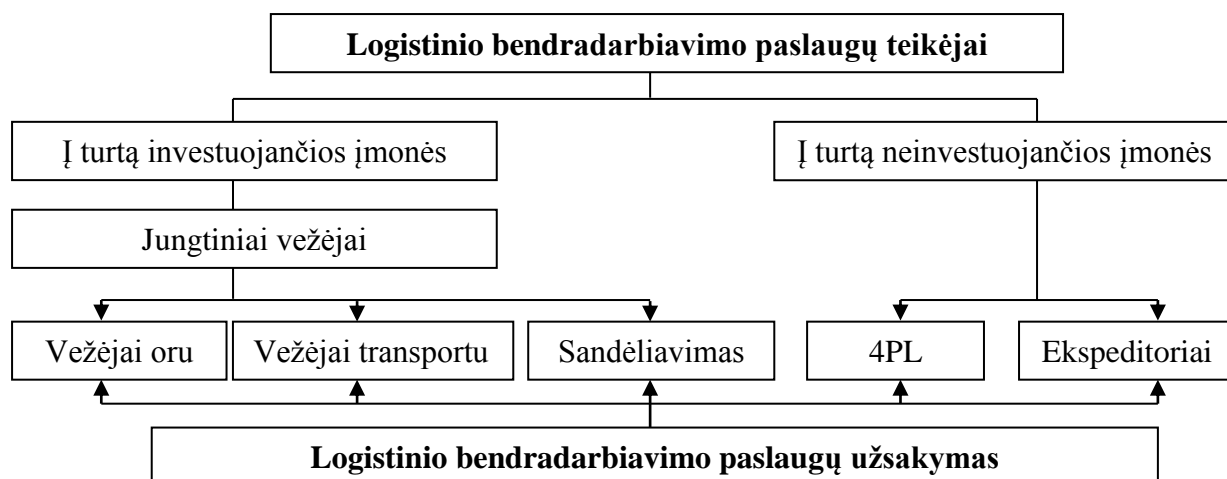 Logistinio bendradarbiavimo paslaugų teikėjai
Į turtą investuojančios įmonės
Į turtą neinvestuojančios įmonės
Jungtiniai vežėjai
Vežėjai oru
Vežėjai transportu
Sandėliavimas
4PL
Ekspeditoriai
Logistinio bendradarbiavimo paslaugų užsakymas